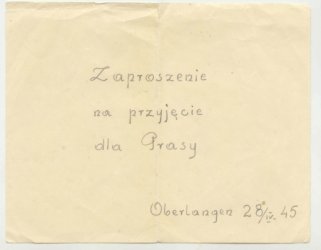 Zaproszenie
na przyjęcie
dla Prasy
Oberlangen 28/IV. 45